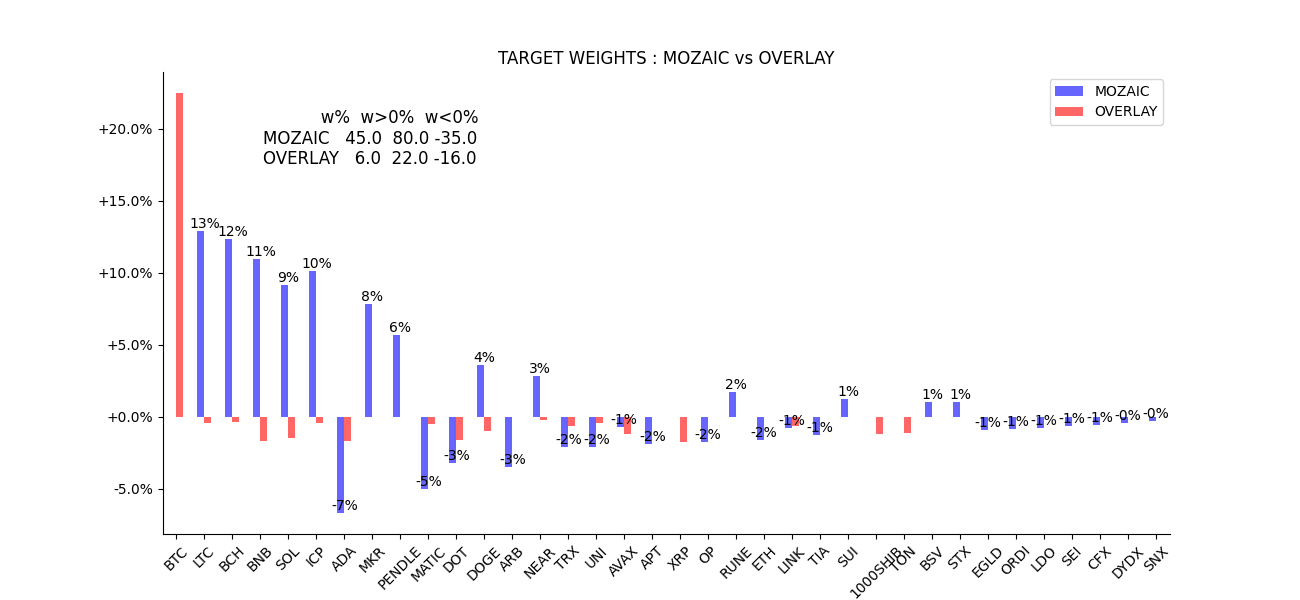 TARGET WEIGHTS : MOZAIC vs OVERLAY
MOZAIC
OVERLAY
w% w>0% w<0%
MOZAIC 45.0 80.0 -35.0
OVERLAY 6.0 22.0 -16.0
+20.0%
+15.0%
+10.0%
+5.0%
+0.0%
-5.0%
13%
12%
11%
9%
10%
-7%
8%
6%
-5%
-3%
4%
-3%
3%
-2%
-2%
-1%
-2%
-2%
2%
-2%
-1%
-1%
1%
1%
1%
-1%
-1%
-1%
-1%
-1%
-0%
-0%
BTC
LTC
BCH
BNB
SOL
ICP
ADA
MKR
PENDLE
MATIC
DOT
DOGE
ARB
NEAR
TRX
UNI
AVAX
APT
XRP
OP
RUNE
ETH
LINK
TIA
SUI
1000SHIB
TON
BSV
STX
EGLD
ORDI
LDO
SEI
CFX
DYDX
SNX